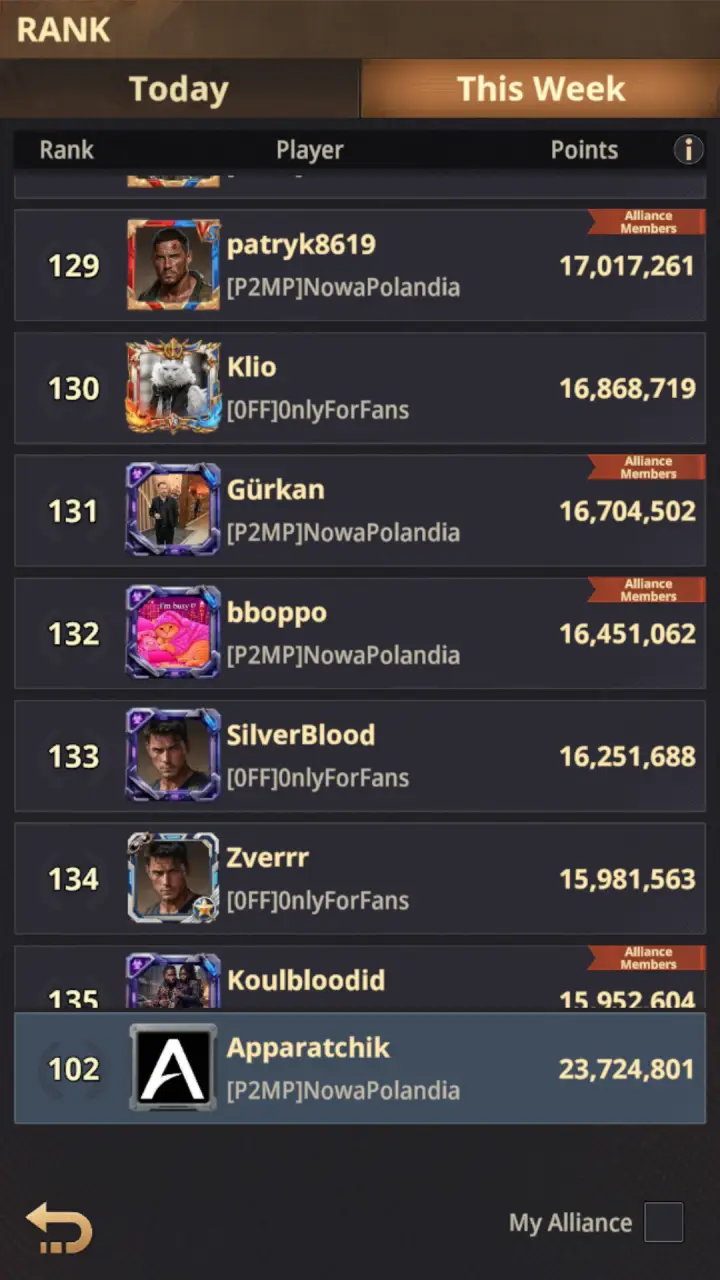 RANK
Today
This Week
Rank
Player
Points
i
Alliance
Members
129
patryk8619
[P2MP]NowaPolandia
17,017,261
130
Klio
[0FF]0nlyForFans
16,868,719
Alliance
Members
131
Gürkan
[P2MP]NowaPolandia
16,704,502
Alliance
Members
132
I'm busy
bboppo
[P2MP]NowaPolandia
16,451,062
133
SilverBlood
[0FF]0nlyForFans
16,251,688
134
Zverrr
[0FF]0nlyForFans
15,981,563
Alliance
Members
135
Koulbloodid
15,952,604
102
A
Apparatchik
[P2MP]NowaPolandia
23,724,801
My Alliance